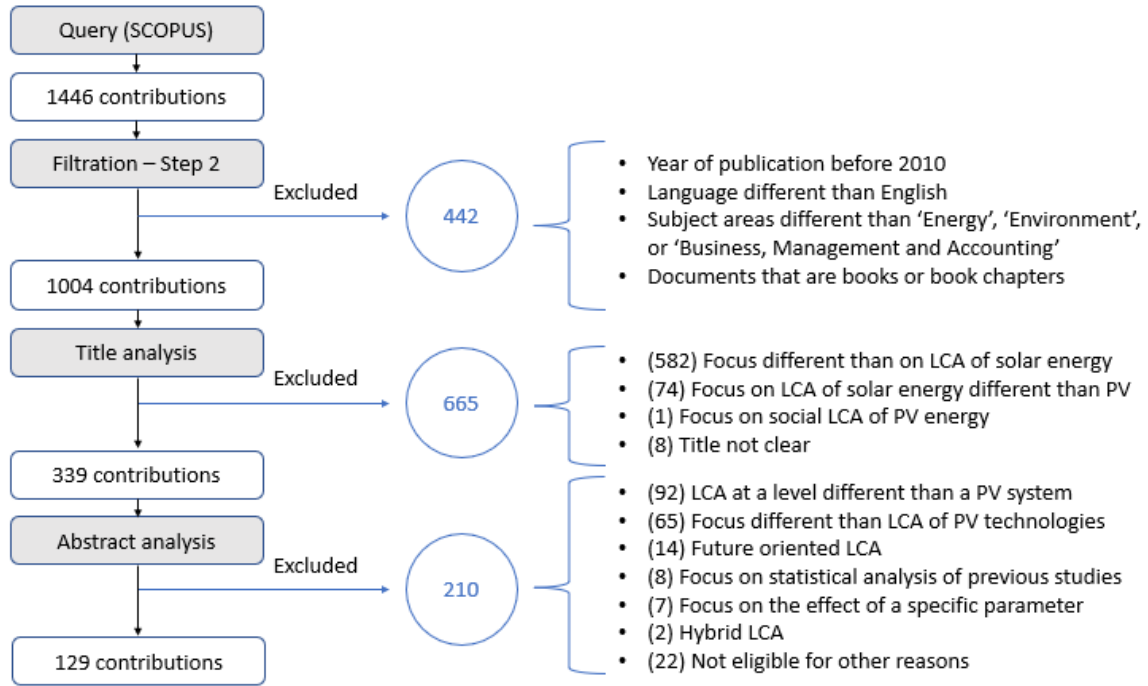 Query (SCOPUS)
1446 contributions
Filtration – Step 2
Excluded
442
• Year of publication before 2010
• Language different than English
• Subject areas different than ‘Energy’, ‘Environment’,
or ‘Business, Management and Accounting’
• Documents that are books or book chapters
1004 contributions
Title analysis
Excluded
665
• (582) Focus different than on LCA of solar energy
• (74) Focus on LCA of solar energy different than PV
• (1) Focus on social LCA of PV energy
• (8) Title not clear
339 contributions
Abstract analysis
Excluded
210
• (92) LCA at a level different than a PV system
• (65) Focus different than LCA of PV technologies
• (14) Future oriented LCA
• (8) Focus on statistical analysis of previous studies
• (7) Focus on the effect of a specific parameter
• (2) Hybrid LCA
• (22) Not eligible for other reasons
129 contributions